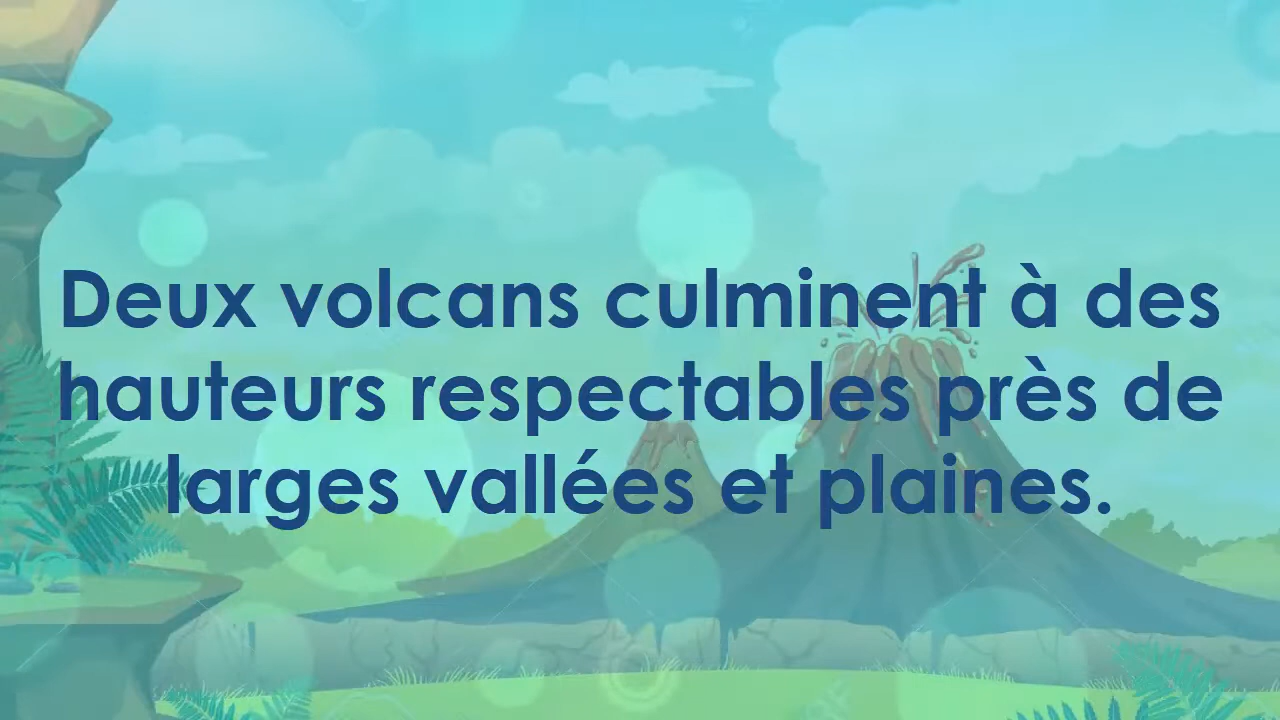 Deux volcans culminent à des
hauteurs respectables près de
larges vallées et plaines.